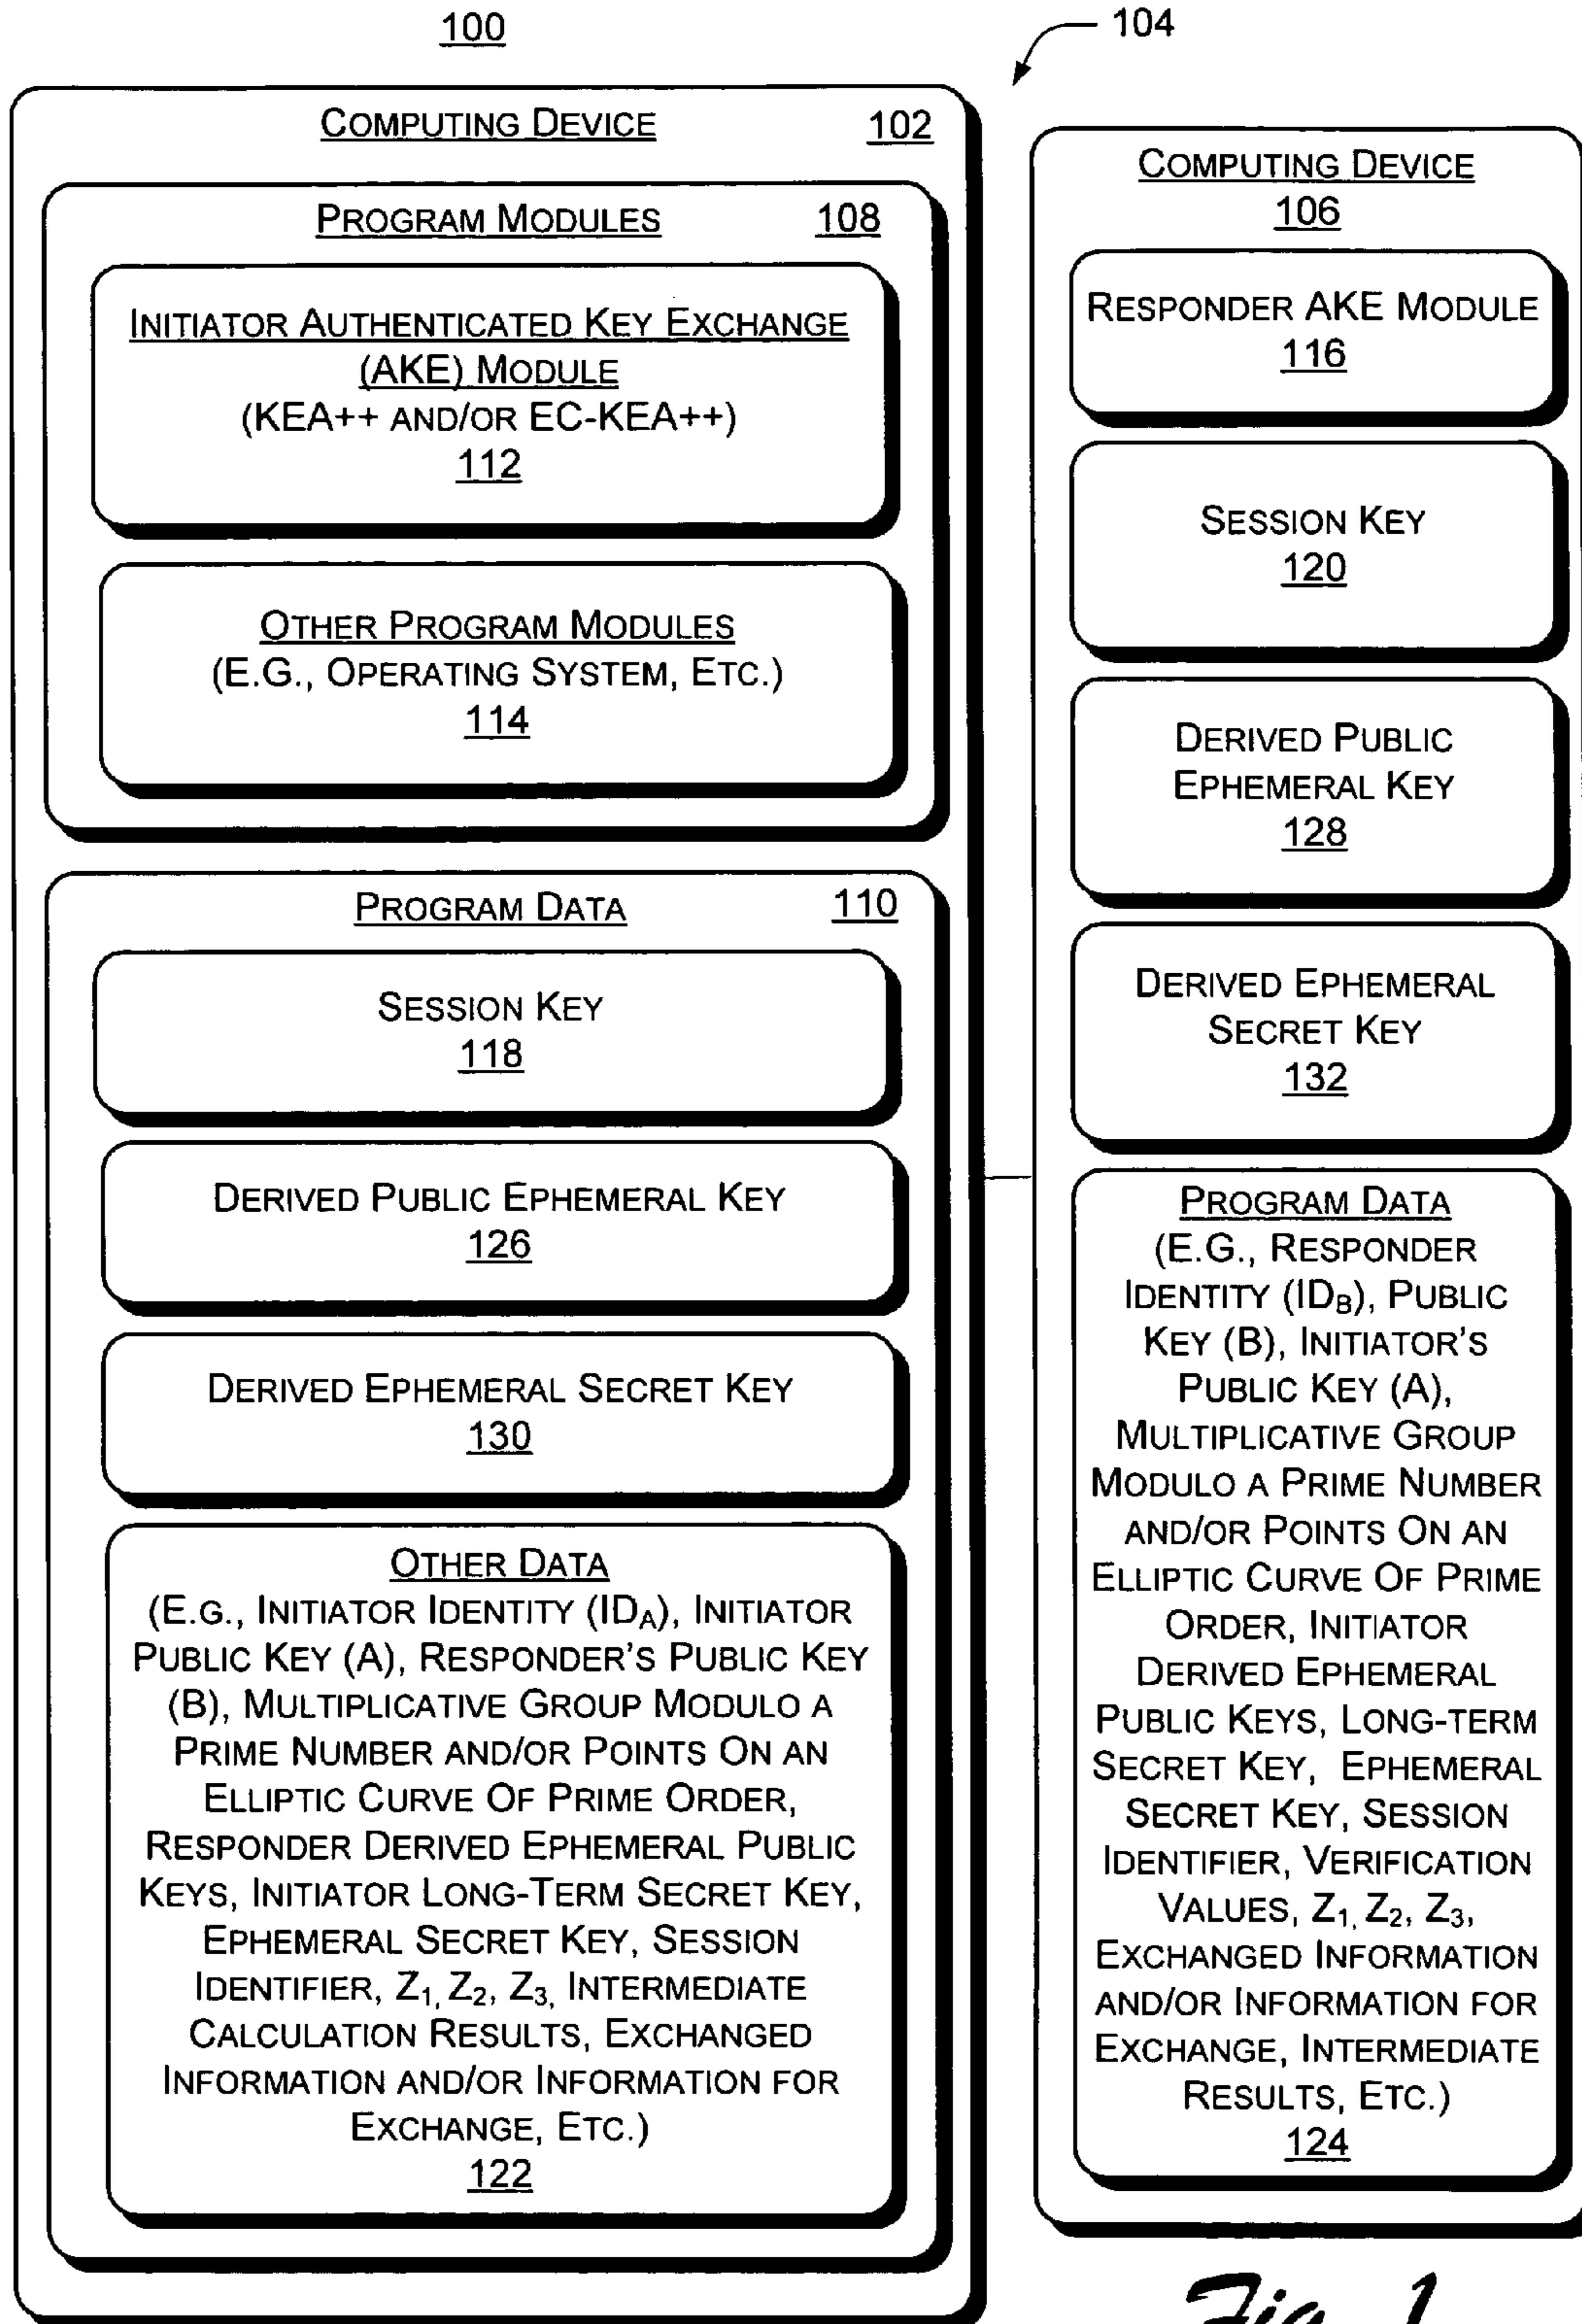 100
104
COMPUTING DEVICE 102
PROGRAM MODULES 108
INITIATOR AUTHENTICATED KEY EXCHANGE
(AKE) MODULE
(KEA++ AND/OR EC-KEA++)
112
OTHER PROGRAM MODULES
(E.G., OPERATING SYSTEM, ETC.)
114
PROGRAM DATA 110
SESSION KEY
118
DERIVED PUBLIC EPHEMERAL KEY
126
DERIVED EPHEMERAL SECRET KEY
130
OTHER DATA
(E.G., INITIATOR IDENTITY (ID_A), INITIATOR
PUBLIC KEY (A), RESPONDER'S PUBLIC KEY
(B), MULTIPLICATIVE GROUP MODULO A
PRIME NUMBER AND/OR POINTS ON AN
ELLIPTIC CURVE OF PRIME ORDER,
RESPONDER DERIVED EPHEMERAL PUBLIC
KEYS, INITIATOR LONG-TERM SECRET KEY,
EPHEMERAL SECRET KEY, SESSION
IDENTIFIER, Z₁, Z₂, Z₃, INTERMEDIATE
CALCULATION RESULTS, EXCHANGED
INFORMATION AND/OR INFORMATION FOR
EXCHANGE, ETC.)
122
COMPUTING DEVICE
106
RESPONDER AKE MODULE
116
SESSION KEY
120
DERIVED PUBLIC
EPHEMERAL KEY
128
DERIVED EPHEMERAL
SECRET KEY
132
PROGRAM DATA
(E.G., RESPONDER
IDENTITY (ID_B), PUBLIC
KEY (B), INITIATOR'S
PUBLIC KEY (A),
MULTIPLICATIVE GROUP
MODULO A PRIME NUMBER
AND/OR POINTS ON AN
ELLIPTIC CURVE OF PRIME
ORDER, INITIATOR
DERIVED EPHEMERAL
PUBLIC KEYS, LONG-TERM
SECRET KEY, EPHEMERAL
SECRET KEY, SESSION
IDENTIFIER, VERIFICATION
VALUES, Z₁, Z₂, Z₃,
EXCHANGED INFORMATION
AND/OR INFORMATION FOR
EXCHANGE, INTERMEDIATE
RESULTS, ETC.)
124
Fig. 1